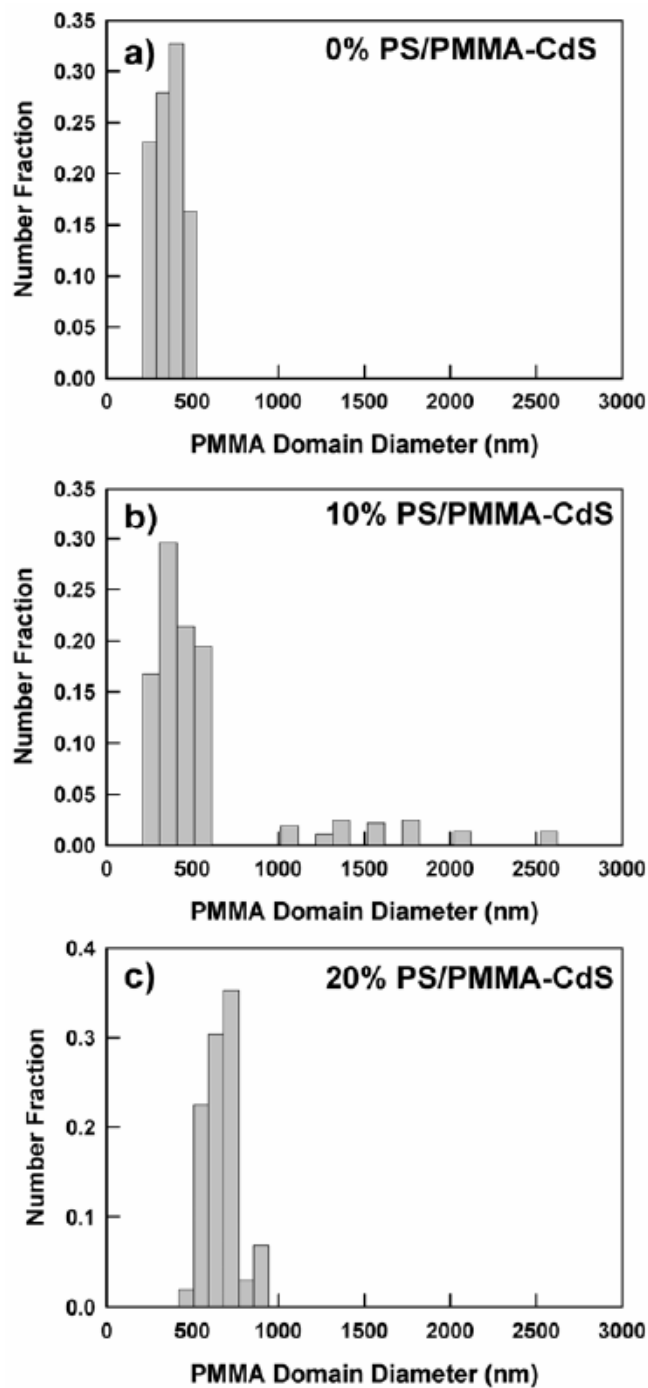 a) 0% PS/PMMA-CdS
0.35
0.30
0.25
0.20
0.15
0.10
0.05
0.00
Number Fraction
0 500 1000 1500 2000 2500 3000
PMMA Domain Diameter (nm)
b) 10% PS/PMMA-CdS
0.35
0.30
0.25
0.20
0.15
0.10
0.05
0.00
Number Fraction
0 500 1000 1500 2000 2500 3000
PMMA Domain Diameter (nm)
c) 20% PS/PMMA-CdS
0.4
0.3
0.2
0.1
0.0
Number Fraction
0 500 1000 1500 2000 2500 3000
PMMA Domain Diameter (nm)